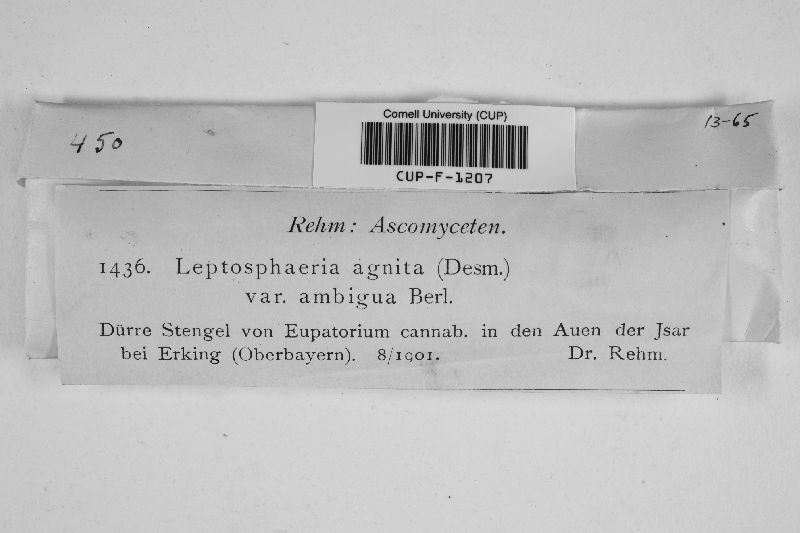 Cornell University (CUP)
CUP-F-1207
450
13-65
Rehm: Ascomyceten.
1436. Leptosphaeria agnita (Desm.)
var. ambigua Berl.
Dürre Stengel von Eupatorium cannab. in den Auen der Jsar
bei Erking (Oberbayern). 8/1901. Dr. Rehm.